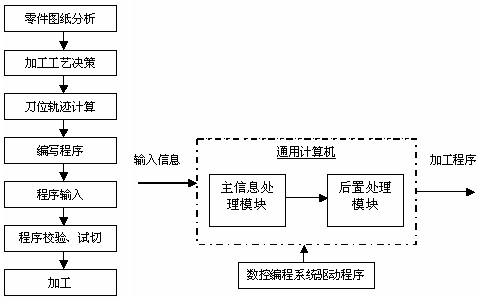 零件图纸分析
加工工艺决策
刀位轨迹计算
编写程序
程序输入
程序校验、试切
加工
输入信息
通用计算机
加工程序
主信息处
理模块
后置处理
模块
数控编程系统驱动程序